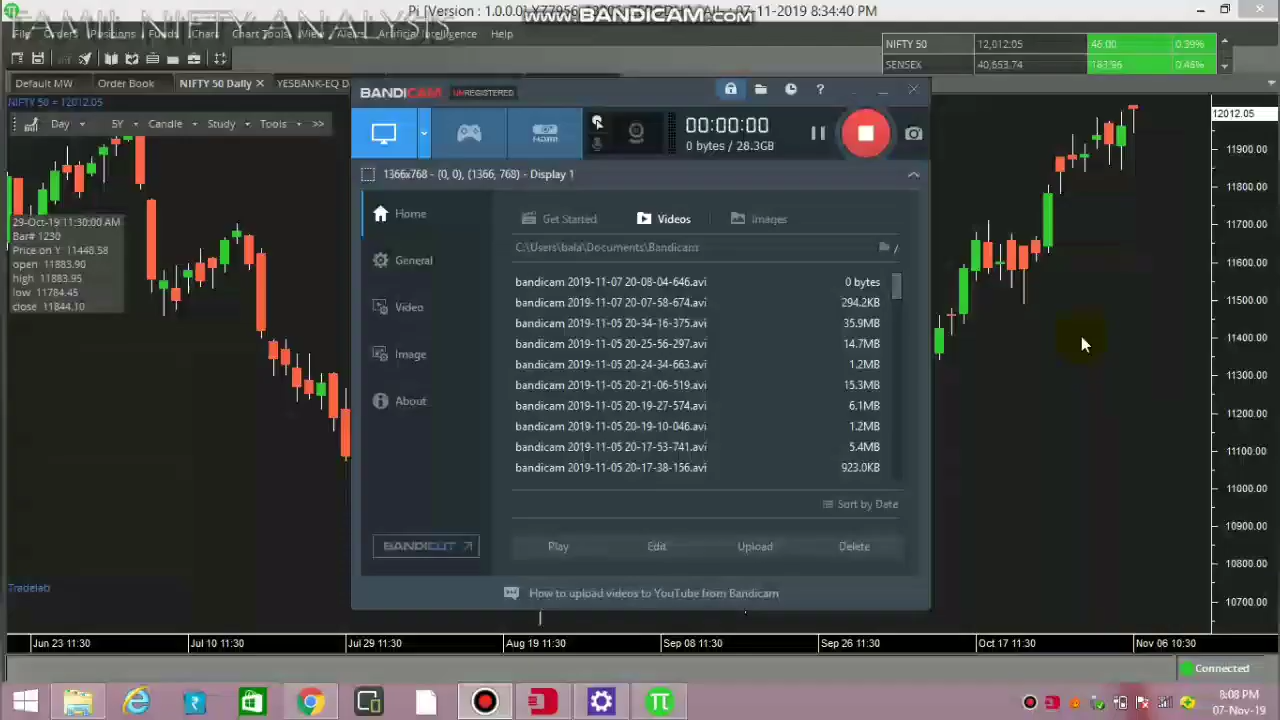 TAMIL NIFTY ANALYSIS
www.BANDICAM.com
Pi [Version : 1.0.0.0]
07-11-2019 8:34:40 PM
File Orders Positions Funds Chart Chart Tools View Alerts Artificial Intelligence Help
NIFTY 50 12,012.05 46.00 0.39%
SENSEX 40,653.74 183.96 0.46%
Default MW Order Book NIFTY 50 Daily YESBANK-EQ D
NIFTY 50 = 12012.05
Day 5Y Candle Study Tools >>
29-Oct-19 11:30:00 AM
Bar# 1230
Price on Y 11448.58
open 11883.90
high 11883.95
low 11784.45
close 11844.10
BANDICAM UNREGISTERED
HDMI
00:00:00
0 bytes / 28.3GB
1366x768 - (0, 0), (1366, 768) - Display 1
Home
General
Video
Image
About
BANDICUT
Get Started Videos Images
C:\Users\bala\Documents\Bandicam
bandicam 2019-11-07 20-08-04-646.avi 0 bytes
bandicam 2019-11-07 20-07-58-674.avi 294.2KB
bandicam 2019-11-05 20-34-16-375.avi 35.9MB
bandicam 2019-11-05 20-25-56-297.avi 14.7MB
bandicam 2019-11-05 20-24-34-663.avi 1.2MB
bandicam 2019-11-05 20-21-06-519.avi 15.3MB
bandicam 2019-11-05 20-19-27-574.avi 6.1MB
bandicam 2019-11-05 20-19-10-046.avi 1.2MB
bandicam 2019-11-05 20-17-53-741.avi 5.4MB
bandicam 2019-11-05 20-17-38-156.avi 923.0KB
Sort by Date
Play Edit Upload Delete
How to upload videos to YouTube from Bandicam
12012.05
11900.00
11800.00
11700.00
11600.00
11500.00
11400.00
11300.00
11200.00
11100.00
11000.00
10900.00
10800.00
10700.00
Tradelab
Jun 23 11:30 Jul 10 11:30 Jul 29 11:30 Aug 19 11:30 Sep 08 11:30 Sep 26 11:30 Oct 17 11:30 Nov 06 10:30
Connected
8:08 PM
07-Nov-19